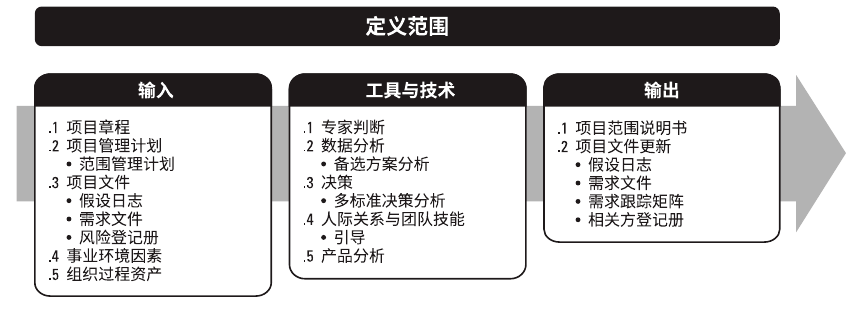 定义范围
输入
.1 项目章程
.2 项目管理计划
• 范围管理计划
.3 项目文件
• 假设日志
• 需求文件
• 风险登记册
.4 事业环境因素
.5 组织过程资产
工具与技术
.1 专家判断
.2 数据分析
• 备选方案分析
.3 决策
• 多标准决策分析
.4 人际关系与团队技能
• 引导
.5 产品分析
输出
.1 项目范围说明书
.2 项目文件更新
• 假设日志
• 需求文件
• 需求跟踪矩阵
• 相关方登记册